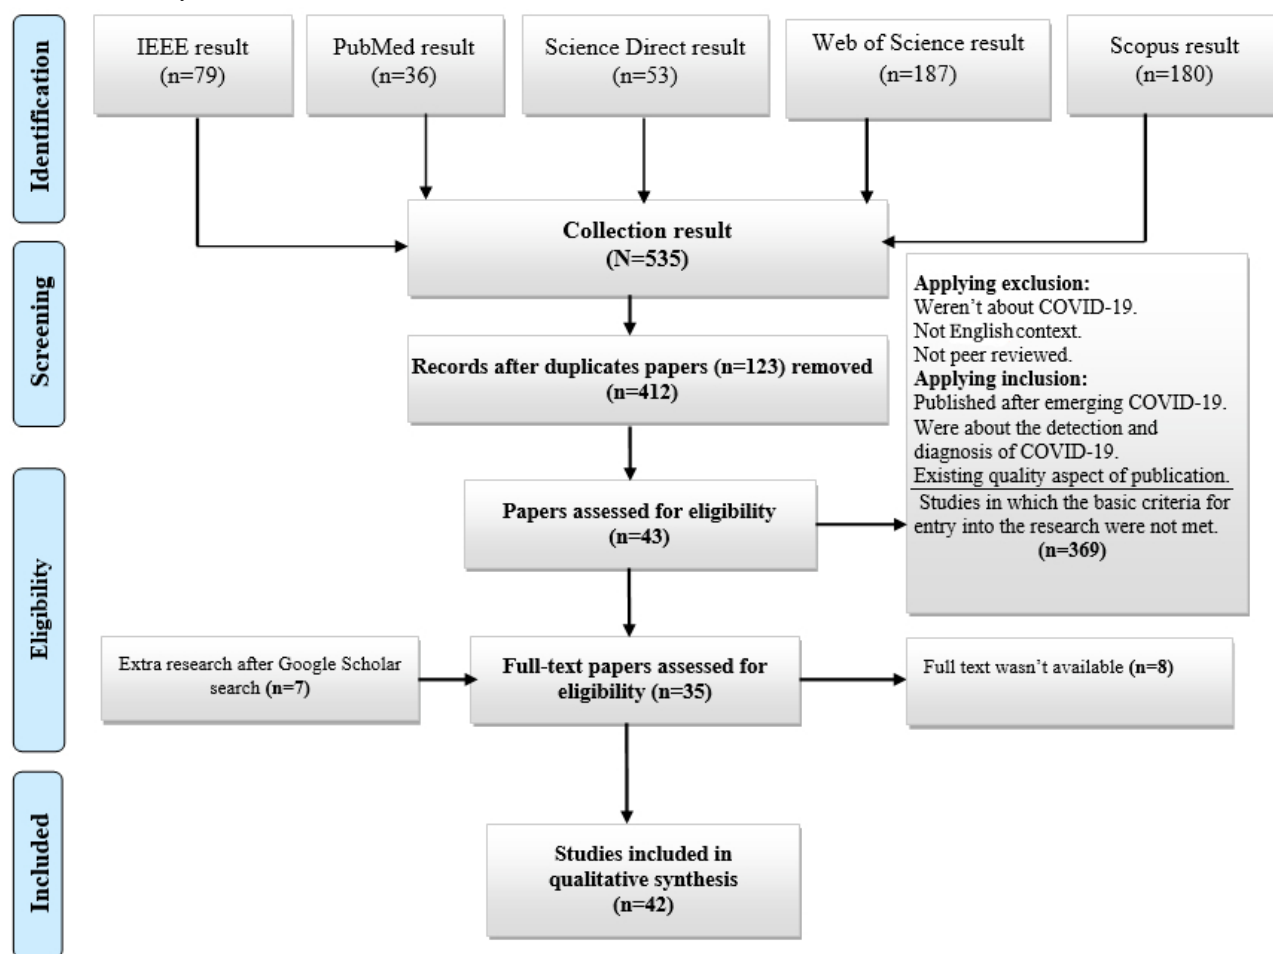 Identification
IEEE result
(n=79)
PubMed result
(n=36)
Science Direct result
(n=53)
Web of Science result
(n=187)
Scopus result
(n=180)
Collection result
(N=535)
Screening
Records after duplicates papers (n=123) removed
(n=412)
Applying exclusion:
Weren’t about COVID-19.
Not English context.
Not peer reviewed.
Applying inclusion:
Published after emerging COVID-19.
Were about the detection and
diagnosis of COVID-19.
Existing quality aspect of publication.
Studies in which the basic criteria for
entry into the research were not met.
(n=369)
Eligibility
Papers assessed for eligibility
(n=43)
Extra research after Google Scholar
search (n=7)
Full-text papers assessed for
eligibility (n=35)
Full text wasn’t available (n=8)
Included
Studies included in
qualitative synthesis
(n=42)